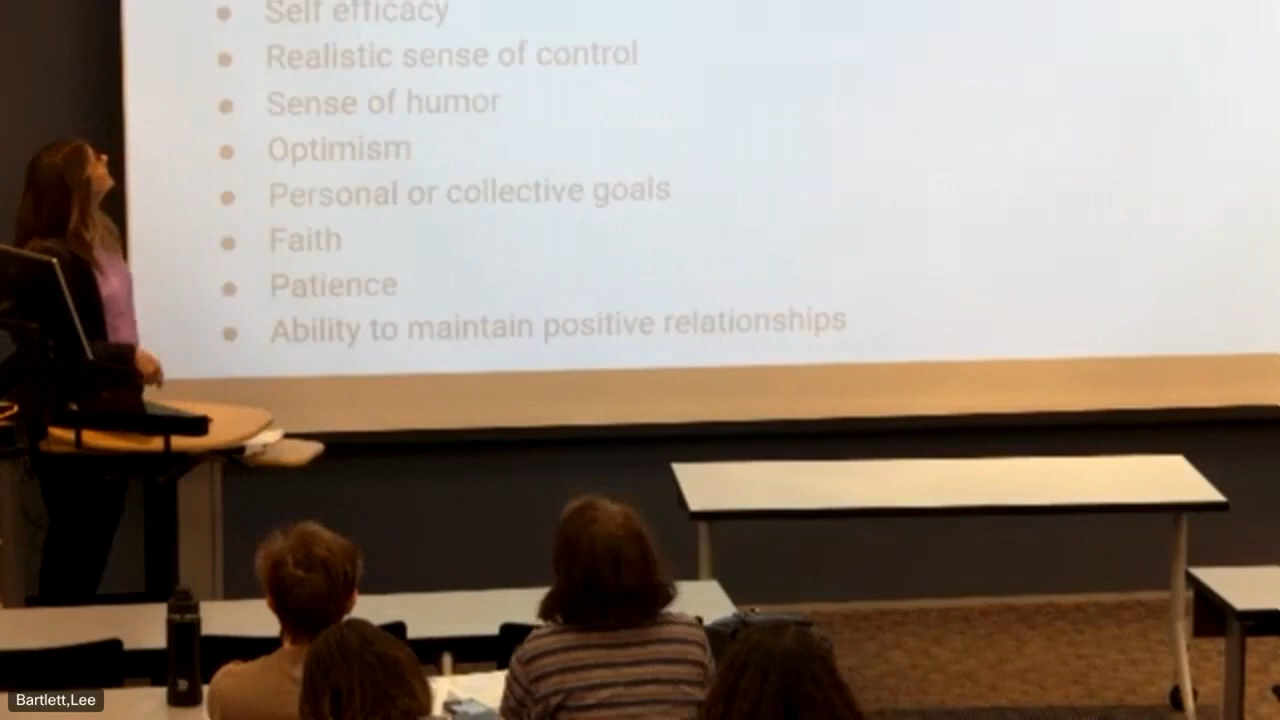 ● Self efficacy
● Realistic sense of control
● Sense of humor
● Optimism
● Personal or collective goals
● Faith
● Patience
● Ability to maintain positive relationships
Bartlett,Lee